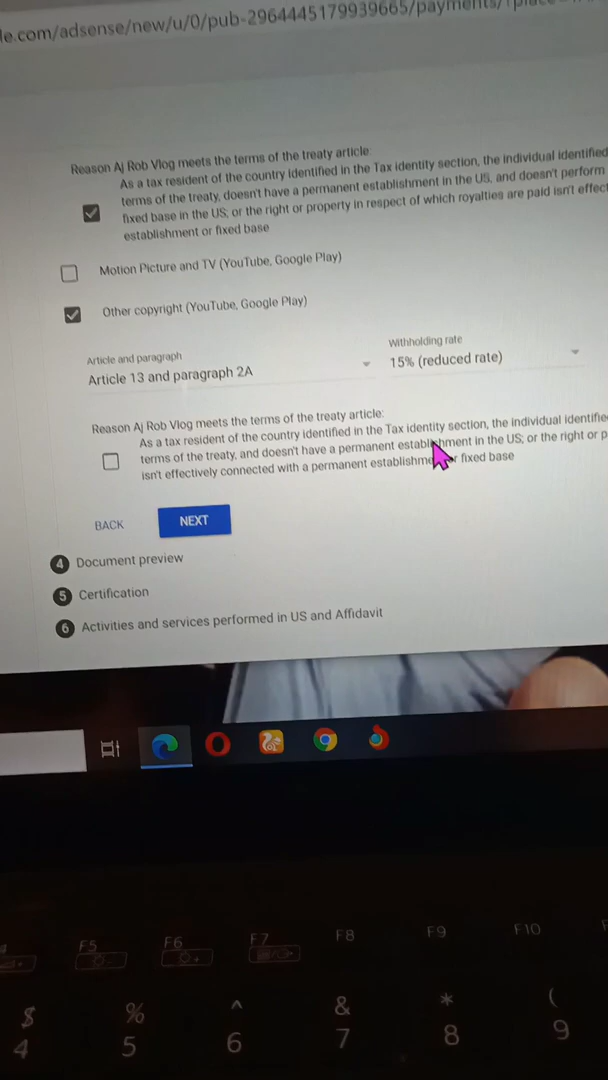 le.com/adsense/new/u/0/pub-2964445179939665/payments/
Reason Aj Rob Vlog meets the terms of the treaty article:
As a tax resident of the country identified in the Tax identity section, the individual identified
terms of the treaty, doesn't have a permanent establishment in the US, and doesn't perform
fixed base in the US; or the right or property in respect of which royalties are paid isn't effect
establishment or fixed base
Motion Picture and TV (YouTube, Google Play)
Other copyright (YouTube, Google Play)
Article and paragraph
Withholding rate
Article 13 and paragraph 2A
15% (reduced rate)
Reason Aj Rob Vlog meets the terms of the treaty article:
As a tax resident of the country identified in the Tax identity section, the individual identifie
terms of the treaty, and doesn't have a permanent establishment in the US; or the right or p
isn't effectively connected with a permanent establishme or fixed base
BACK
NEXT
4 Document preview
5 Certification
6 Activities and services performed in US and Affidavit
F5
F6
F7
F8
F9
F10
$
%
^
&
*
(
4
5
6
7
8
9